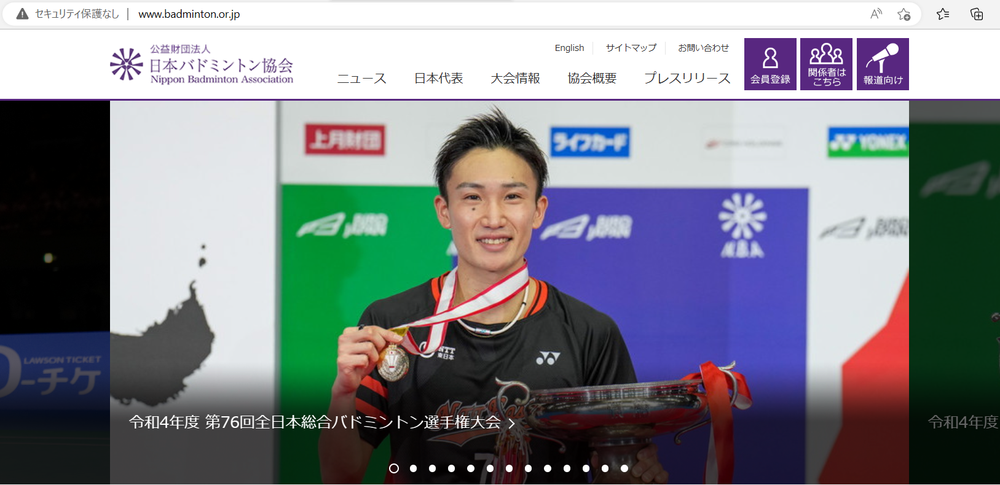 セキュリティ保護なし
www.badminton.or.jp
公益財団法人
日本バドミントン協会
Nippon Badminton Association
English
サイトマップ
お問い合わせ
ニュース
日本代表
大会情報
協会概要
プレスリリース
会員登録
関係者は
こちら
報道向け
上月財団
ライフカード
YONEX
N.B.A
NTT
東日本
LAWSON TICKET
ローチケ
令和4年度 第76回全日本総合バドミントン選手権大会
令和4年度